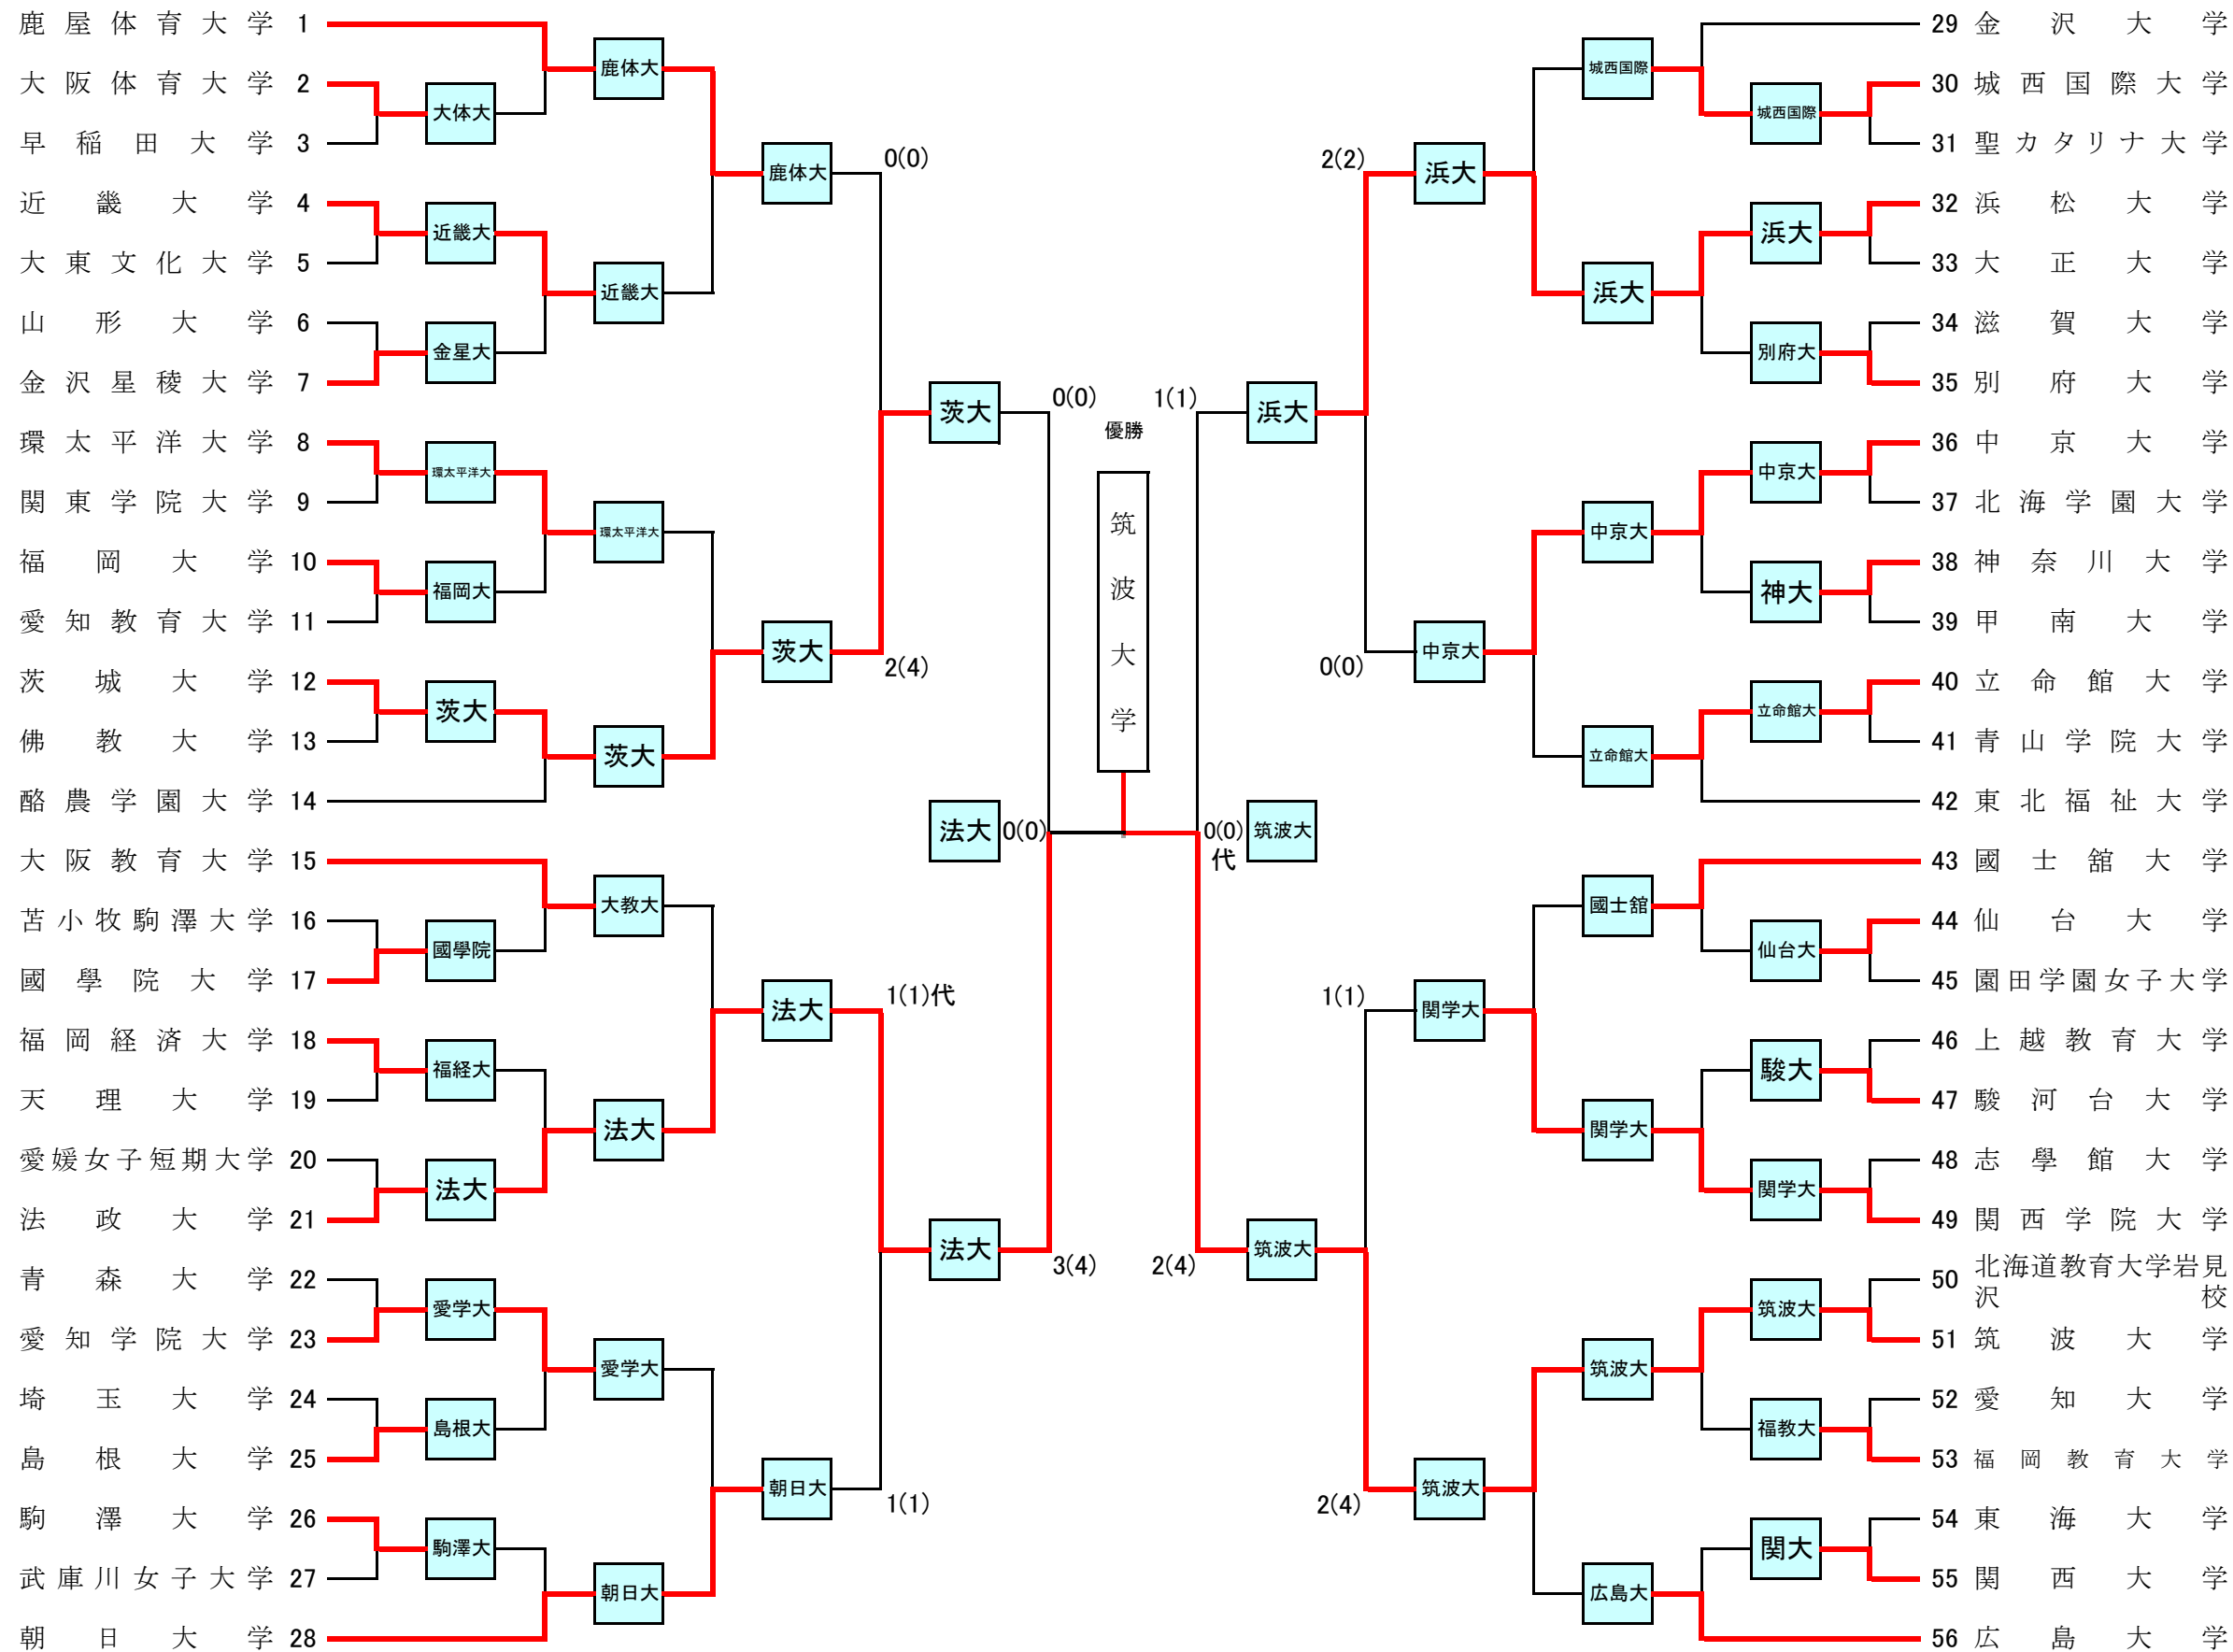 鹿屋体育大学 1
大阪体育大学 2
早稲田大学 3
近畿大学 4
大東文化大学 5
山形大学 6
金沢星稜大学 7
環太平洋大学 8
関東学院大学 9
福岡大学 10
愛知教育大学 11
茨城大学 12
佛教大学 13
酪農学園大学 14
大阪教育大学 15
苫小牧駒澤大学 16
國學院大学 17
福岡経済大学 18
天理大学 19
愛媛女子短期大学 20
法政大学 21
青森大学 22
愛知学院大学 23
埼玉大学 24
島根大学 25
駒澤大学 26
武庫川女子大学 27
朝日大学 28
大体大
近畿大
金星大
環太平洋大
福岡大
茨大
國學院
福経大
法大
愛学大
島根大
駒澤大
鹿体大
近畿大
環太平洋大
茨大
大教大
法大
愛学大
朝日大
鹿体大
茨大
法大
朝日大
0(0)
2(4)
1(1)代
1(1)
茨大
法大
法大
0(0)
0(0)
3(4)
優勝
筑波大学
1(1)
0(0)
代
2(4)
浜大
筑波大
筑波大
2(2)
0(0)
1(1)
2(4)
浜大
中京大
関学大
筑波大
城西国際
浜大
中京大
立命館大
國士舘
関学大
筑波大
広島大
城西国際
浜大
別府大
中京大
神大
立命館大
仙台大
駿大
関学大
筑波大
福教大
関大
29 金沢大学
30 城西国際大学
31 聖カタリナ大学
32 浜松大学
33 大正大学
34 滋賀大学
35 別府大学
36 中京大学
37 北海学園大学
38 神奈川大学
39 甲南大学
40 立命館大学
41 青山学院大学
42 東北福祉大学
43 國士舘大学
44 仙台大学
45 園田学園女子大学
46 上越教育大学
47 駿河台大学
48 志學館大学
49 関西学院大学
50 北海道教育大学岩見
沢校
51 筑波大学
52 愛知大学
53 福岡教育大学
54 東海大学
55 関西大学
56 広島大学